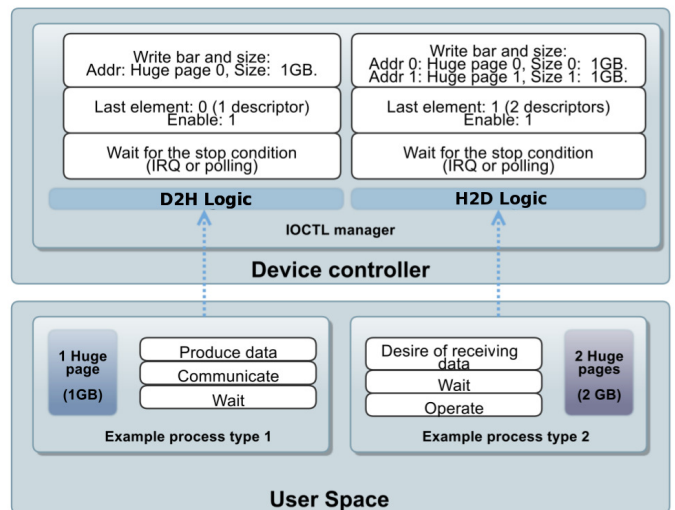 Write bar and size:
Addr: Huge page 0, Size:  1GB.
Last element: 0 (1 descriptor)
Enable: 1
Wait for the stop condition
(IRQ or polling)
D2H Logic
Write bar and size:
Addr 0: Huge page 0, Size 0:  1GB.
Addr 1: Huge page 1, Size 1:  1GB.
Last element: 1 (2 descriptors)
Enable: 1
Wait for the stop condition
(IRQ or polling)
H2D Logic
IOCTL manager
Device controller
1 Huge
page
(1GB)
Produce data
Communicate
Wait
Example process type 1
Desire of receiving
data
Wait
Operate
2 Huge
pages
(2 GB)
Example process type 2
User Space